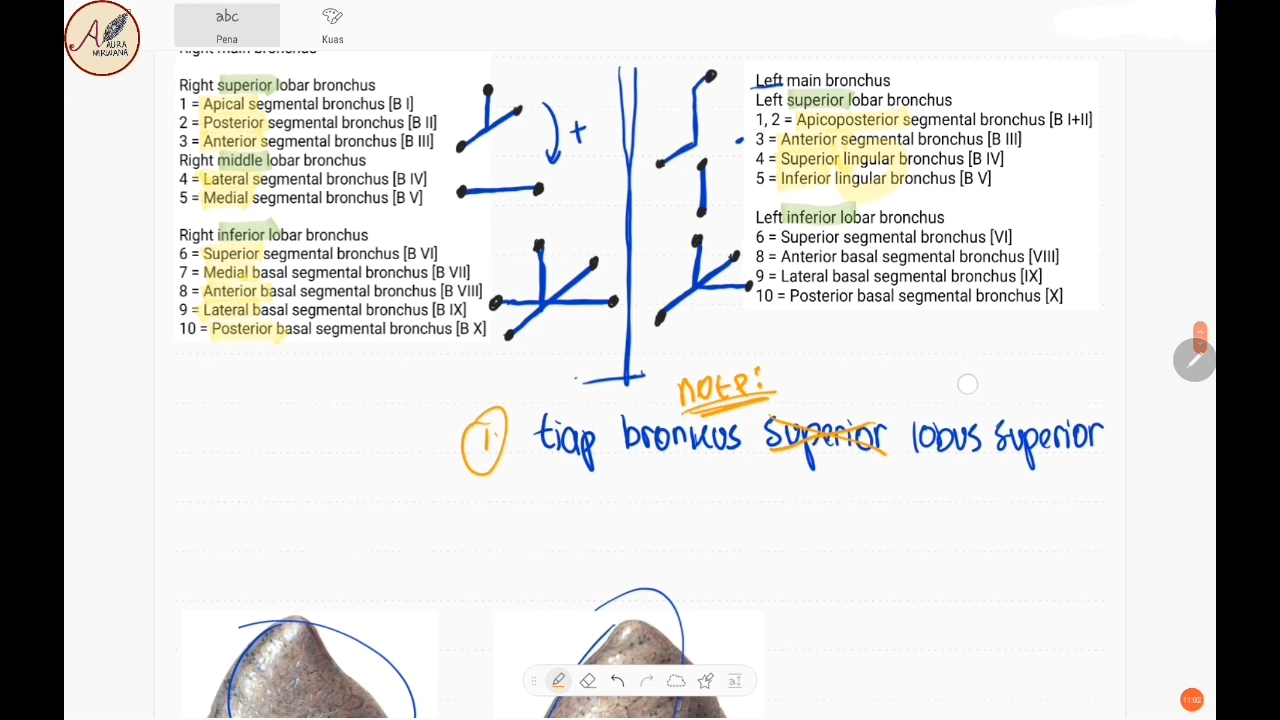 AURA
NIRWANA
abc
Pena
Kuas
Right main bronchus
Right superior lobar bronchus
1 = Apical segmental bronchus [B I]
2 = Posterior segmental bronchus [B II]
3 = Anterior segmental bronchus [B III]
Right middle lobar bronchus
4 = Lateral segmental bronchus [B IV]
5 = Medial segmental bronchus [B V]
Right inferior lobar bronchus
6 = Superior segmental bronchus [B VI]
7 = Medial basal segmental bronchus [B VII]
8 = Anterior basal segmental bronchus [B VIII]
9 = Lateral basal segmental bronchus [B IX]
10 = Posterior basal segmental bronchus [B X]
+
Left main bronchus
Left superior lobar bronchus
1, 2 = Apicoposterior segmental bronchus [B I+II]
3 = Anterior segmental bronchus [B III]
4 = Superior lingular bronchus [B IV]
5 = Inferior lingular bronchus [B V]
Left inferior lobar bronchus
6 = Superior segmental bronchus [VI]
8 = Anterior basal segmental bronchus [VIII]
9 = Lateral basal segmental bronchus [IX]
10 = Posterior basal segmental bronchus [X]
note:
1. tiap bronkus superior lobus superior
11:02